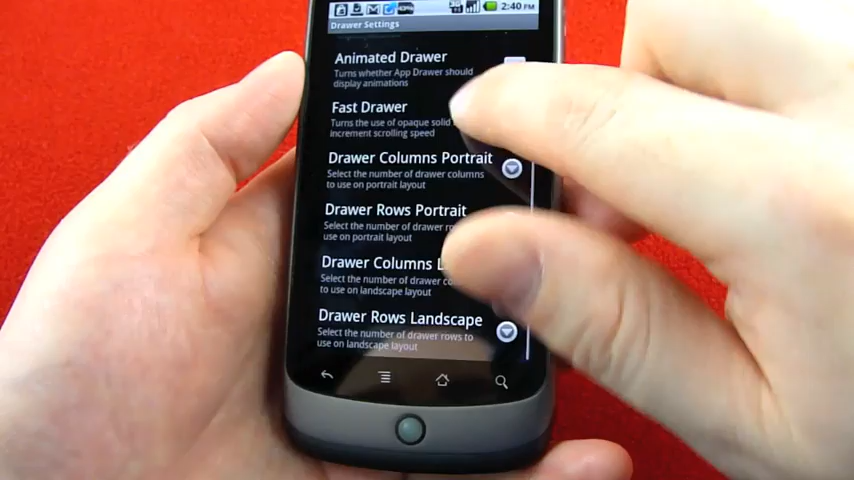 2:40 PM
Drawer Settings
Animated Drawer
Turns whether App Drawer should
display animations
Fast Drawer
Turns the use of opaque solid
increment scrolling speed
Drawer Columns Portrait
Select the number of drawer columns
to use on portrait layout
Drawer Rows Portrait
Select the number of drawer
use on portrait layout
Drawer Columns L
Select the number of drawer co
to use on landscape layout
Drawer Rows Landscape
Select the number of drawer rows to
use on landscape layout